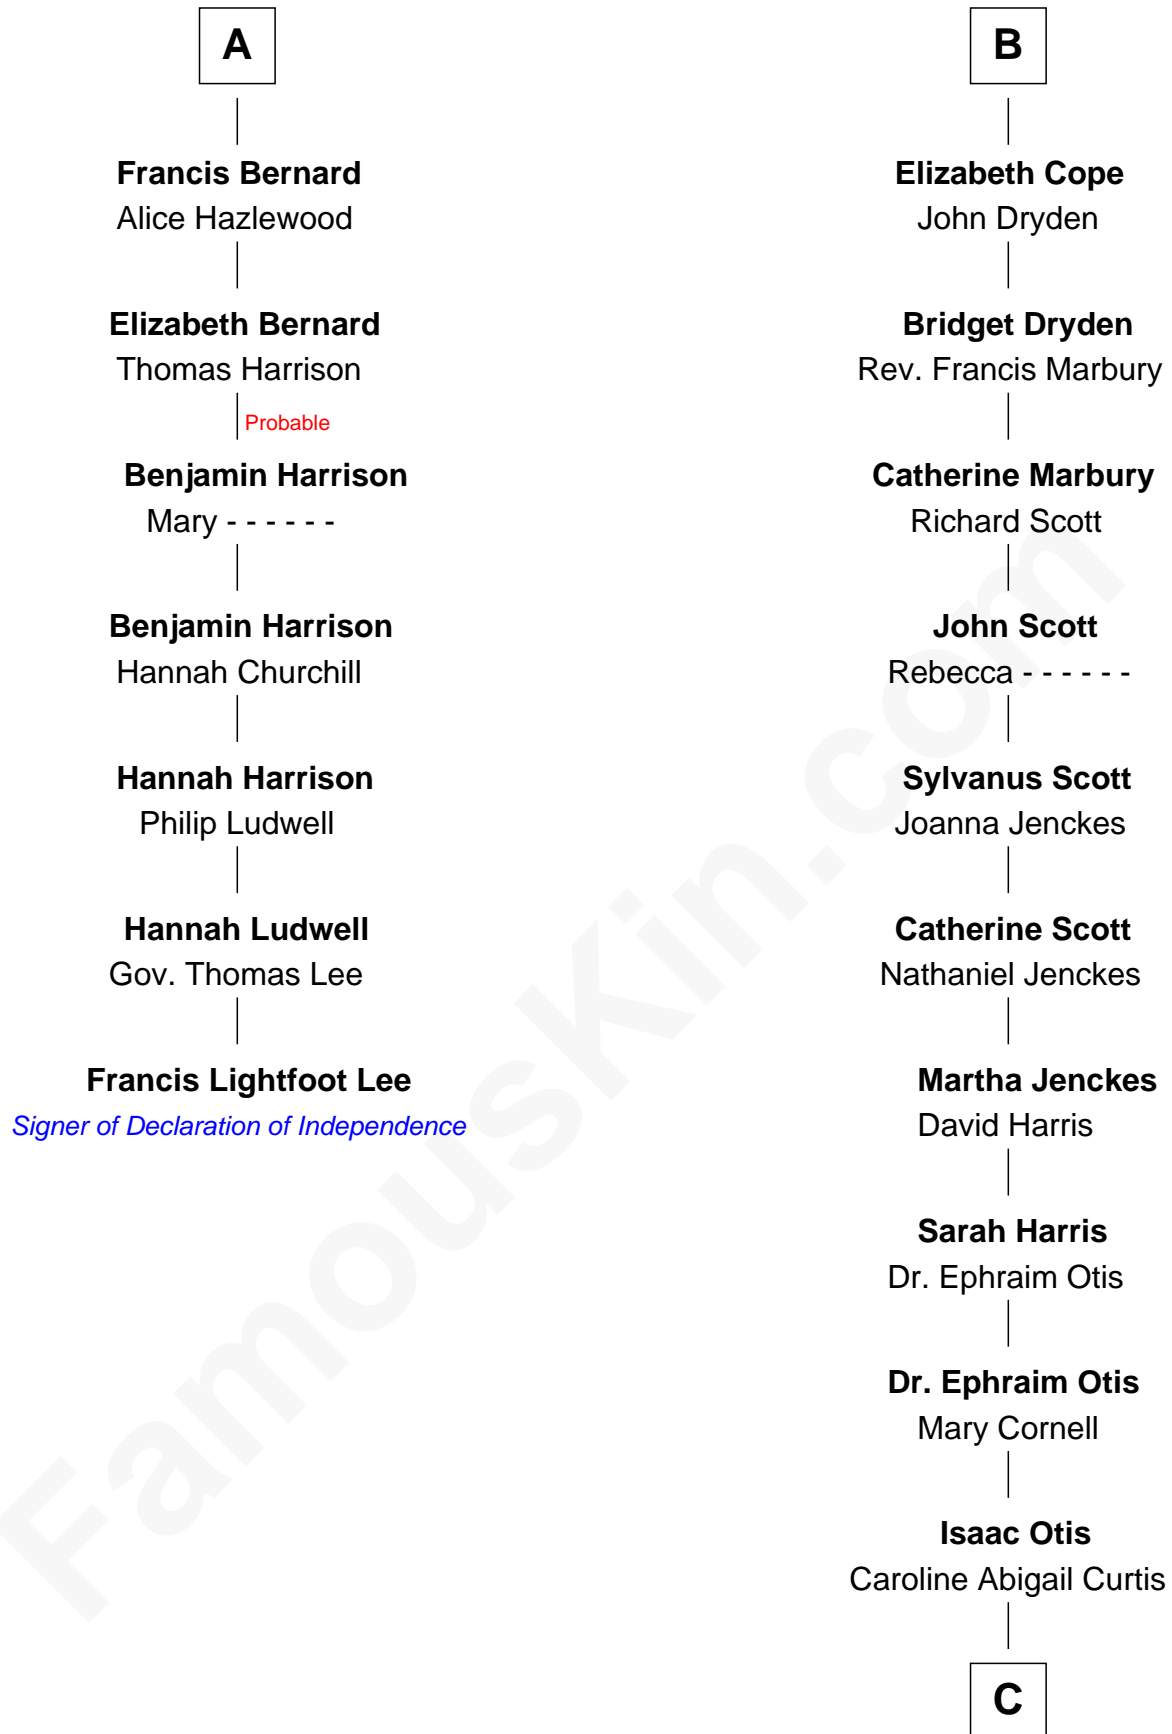 A
Francis Bernard
Alice Hazlewood
Elizabeth Bernard
Thomas Harrison
Probable
Benjamin Harrison
Mary - - - - - -
Benjamin Harrison
Hannah Churchill
Hannah Harrison
Philip Ludwell
Hannah Ludwell
Gov. Thomas Lee
Francis Lightfoot Lee
Signer of Declaration of Independence
B
Elizabeth Cope
John Dryden
Bridget Dryden
Rev. Francis Marbury
Catherine Marbury
Richard Scott
John Scott
Rebecca - - - - - -
Sylvanus Scott
Joanna Jenckes
Catherine Scott
Nathaniel Jenckes
Martha Jenckes
David Harris
Sarah Harris
Dr. Ephraim Otis
Dr. Ephraim Otis
Mary Cornell
Isaac Otis
Caroline Abigail Curtis
C
FamousKin.com